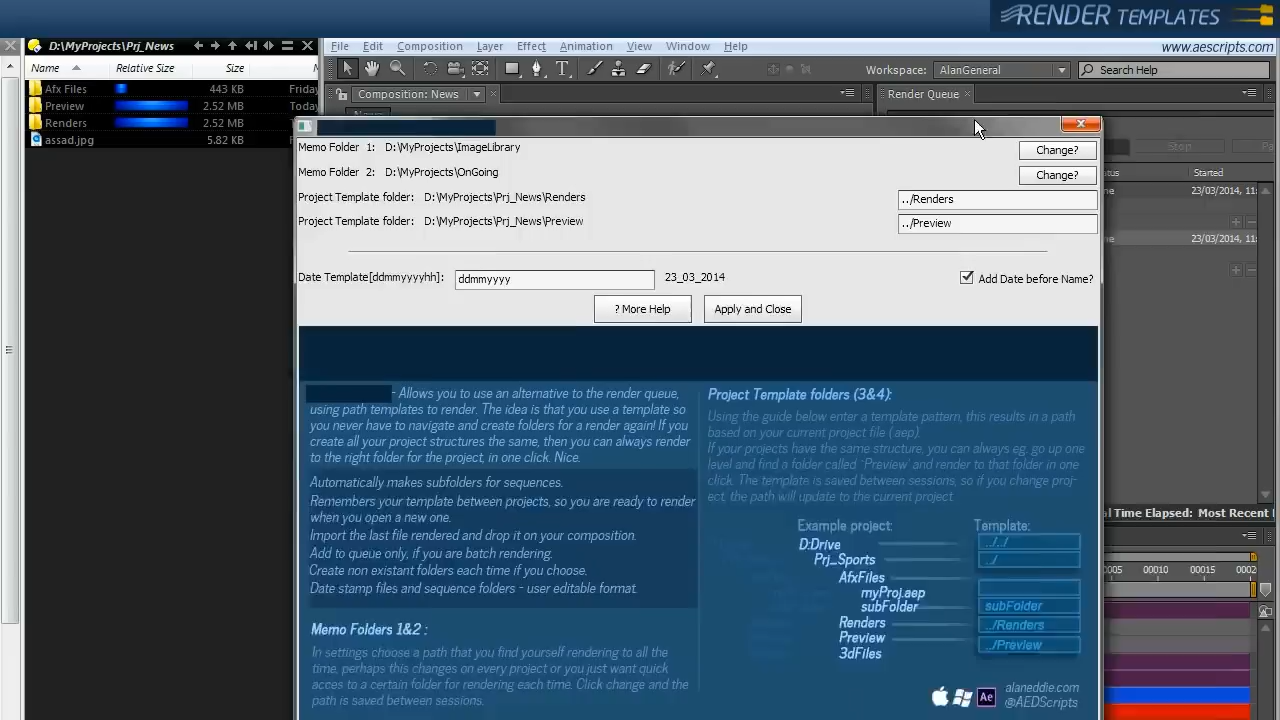 RENDER TEMPLATES
D:\MyProjects\Prj_News
File Edit Composition Layer Effect Animation View Window Help
www.aescripts.com
Name Relative Size Size
Workspace: AlanGeneral Search Help
Afx Files 443 KB Friday
Preview 2.52 MB Toda
Renders 2.52 MB Today
assad.jpg 5.82 KB Sunda
Composition: News Render Queue
Memo Folder 1: D:\MyProjects\ImageLibrary Change?
Stop
Memo Folder 2: D:\MyProjects\OnGoing Change?
Started
Project Template folder: D:\MyProjects\Prj_News\Renders ../Renders
23/03/2014, 11:
Project Template folder: D:\MyProjects\Prj_News\Preview ../Preview
23/03/2014, 11:
Date Template[ddmmyyyyhh]: ddmmyyyy 23_03_2014 Add Date before Name?
? More Help Apply and Close
- Allows you to use an alternative to the render queue,
using path templates to render. The idea is that you use a template so
you never have to navigate and create folders for a render again! If you
create all your project structures the same, then you can always render
to the right folder for the project, in one click. Nice.
Automatically makes subfolders for sequences.
Remembers your template between projects, so you are ready to render
when you open a new one.
Import the last file rendered and drop it on your composition.
Add to queue only, if you are batch rendering.
Create non existant folders each time if you choose.
Date stamp files and sequence folders - user editable format.
Memo Folders 1&2 :
In settings choose a path that you find yourself rendering to all the
time, perhaps this changes on every project or you just want quick
acces to a certain folder for rendering each time. Click change and the
path is saved between sessions.
Project Template folders (3&4):
Using the guide below enter a template pattern, this results in a path
based on your current project file (aep).
If your projects have the same structure, you can always eg. go up one
level and find a folder called 'Preview' and render to that folder in one
click. The template is saved between sessions, so if you change proj-
ect, the path will update to the current project.
Example project: Template:
D:Drive ../../
Prj_Sports ../
AfxFiles
myProj.aep
subFolder subFolder
Renders ../Renders
Preview ../Preview
3dFiles
Ae
alaneddie.com
@AEDScripts
al Time Elapsed: Most Recent
00005 00010 00015 0002